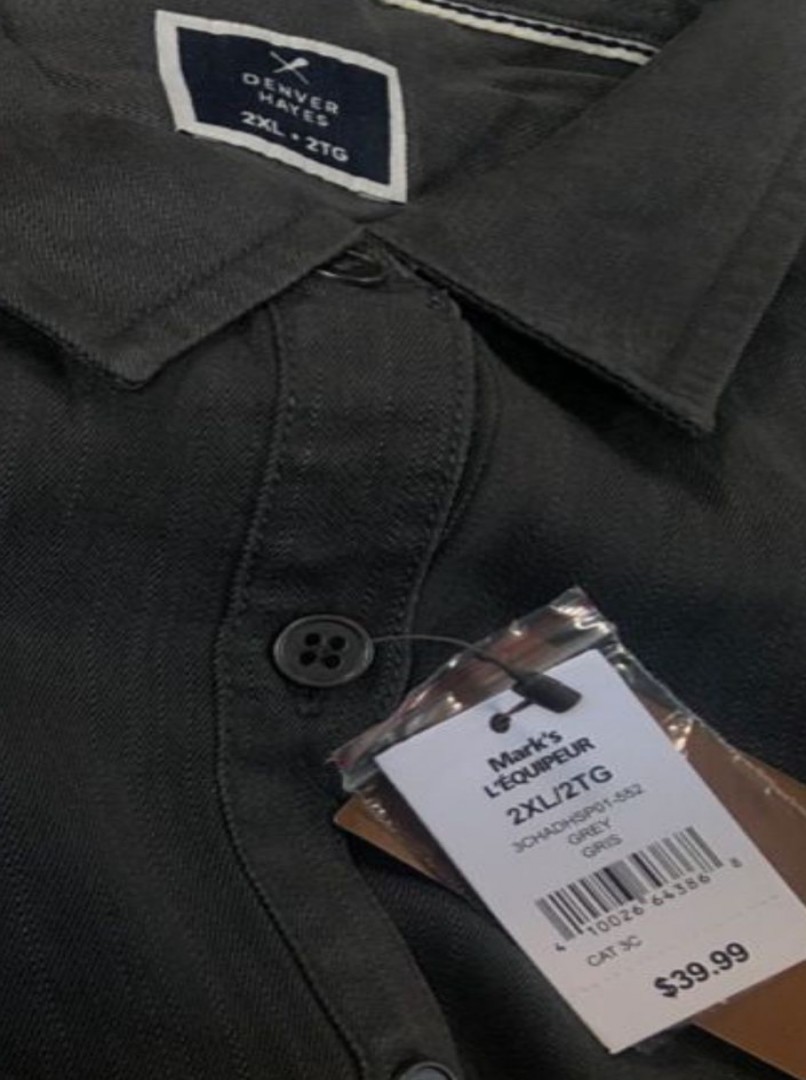 DENVER
HAYES
2XL • 2TG
Mark's
L'ÉQUIPEUR
2XL/2TG
3CHADHSP01-552
GREY
GRIS
4 10026 64386 8
CAT 3C
$39.99